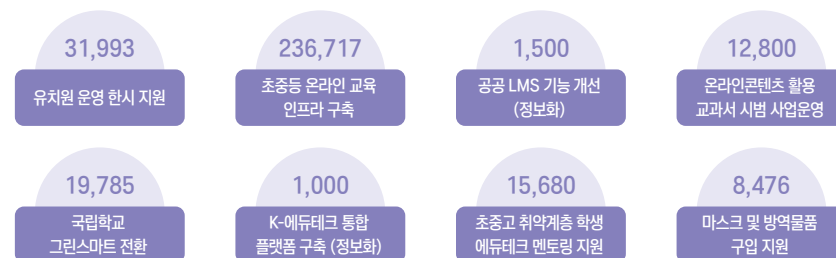 31,993
유치원 운영 한시 지원
236,717
초중등 온라인 교육
인프라 구축
1,500
공공 LMS 기능 개선
(정보화)
12,800
온라인콘텐츠 활용
교과서 시범 사업운영
19,785
국립학교
그린스마트 전환
1,000
K-에듀테크 통합
플랫폼 구축 (정보화)
15,680
초중고 취약계층 학생
에듀테크 멘토링 지원
8,476
마스크 및 방역물품
구입 지원